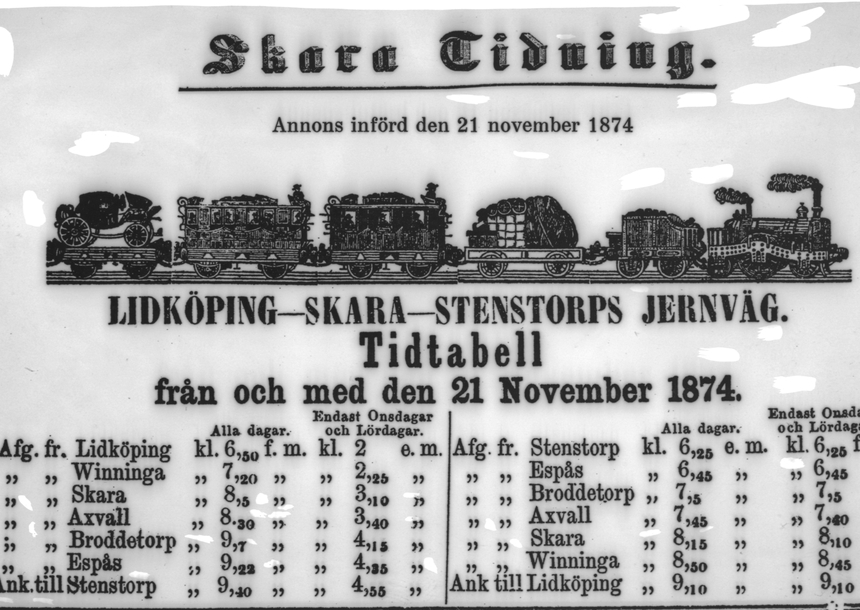 Skara Tidning.
Annons införd den 21 november 1874
LIDKÖPING—SKARA—STENSTORPS JERNVÄG.
Tidtabell
från och med den 21 November 1874.
Alla dagar. Endast Onsdagar och Lördagar.
Afg. fr. Lidköping kl. 6,50 f. m. kl. 2 e. m.
„ „ Winninga „ 7,20 „ „ 2,25 „
„ „ Skara „ 8,5 „ „ 3,10 „
„ „ Axvall „ 8.30 „ „ 3,40 „
„ „ Broddetorp „ 9,7 „ „ 4,15 „
„ „ Espås „ 9,22 „ „ 4,35 „
Ank. till Stenstorp „ 9,40 „ „ 4,55 „
Alla dagar. Endast
och
Afg. fr. Stenstorp kl. 6,25 e. m. kl. 6,25 f
„ „ Espås „ 6,45 „ „ 6,45
„ „ Broddetorp „ 7,5 „ „ 7,5
„ „ Axvall „ 7,45 „ „ 7,40
„ „ Skara „ 8,15 „ „ 8,10
„ „ Winninga „ 8,50 „ „ 8,45
Ank till Lidköping „ 9,10 „ „ 9,10